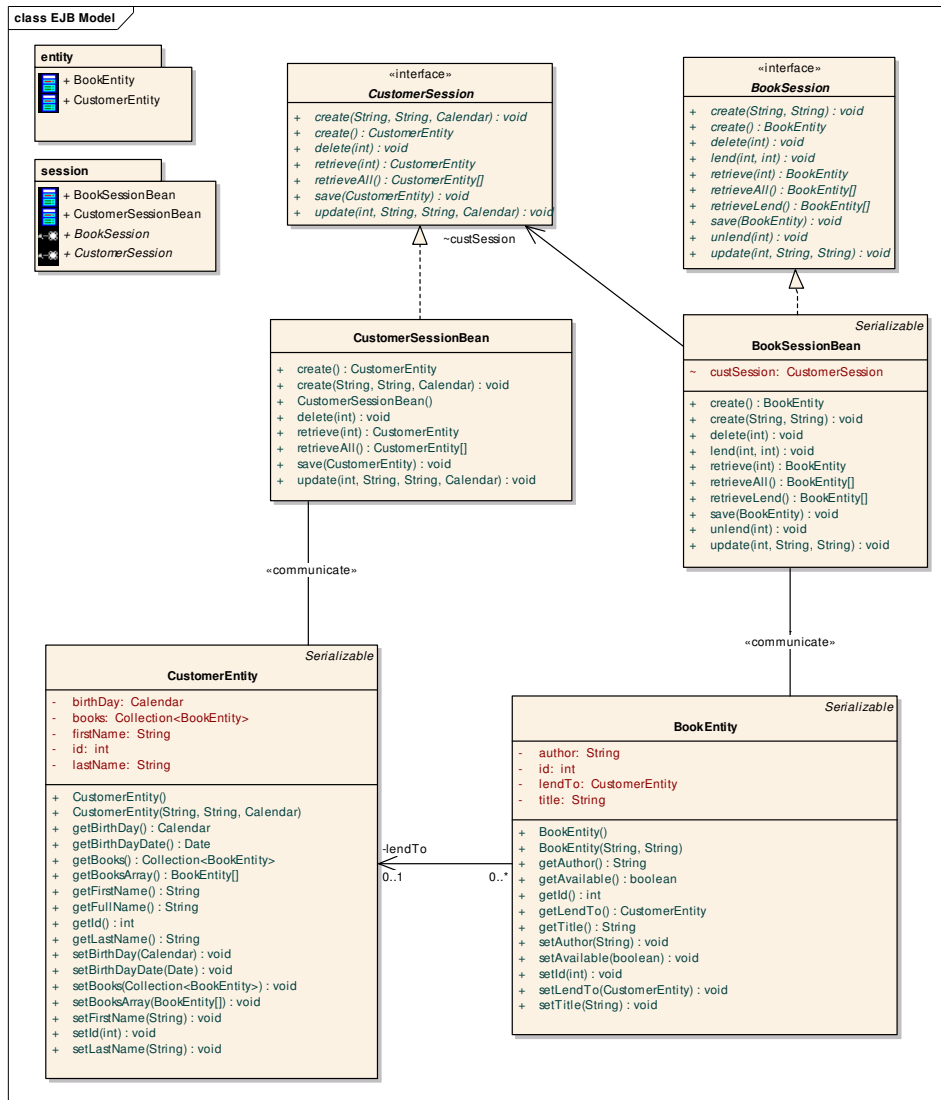 class EJB Model
entity
+ BookEntity
+ CustomerEntity
session
+ BookSessionBean
+ CustomerSessionBean
+ BookSession
+ CustomerSession
«interface»
CustomerSession
+ create(String, String, Calendar) : void
+ create() : CustomerEntity
+ delete(int) : void
+ retrieve(int) : CustomerEntity
+ retrieveAll() : CustomerEntity[]
+ save(CustomerEntity) : void
+ update(int, String, String, Calendar) : void
«interface»
BookSession
+ create(String, String) : void
+ create() : BookEntity
+ delete(int) : void
+ lend(int, int) : void
+ retrieve(int) : BookEntity
+ retrieveAll() : BookEntity[]
+ retrieveLend() : BookEntity[]
+ save(BookEntity) : void
+ unlend(int) : void
+ update(int, String, String) : void
~custSession
CustomerSessionBean
+ create() : CustomerEntity
+ create(String, String, Calendar) : void
+ CustomerSessionBean()
+ delete(int) : void
+ retrieve(int) : CustomerEntity
+ retrieveAll() : CustomerEntity[]
+ save(CustomerEntity) : void
+ update(int, String, String, Calendar) : void
Serializable
BookSessionBean
~ custSession: CustomerSession
+ create() : BookEntity
+ create(String, String) : void
+ delete(int) : void
+ lend(int, int) : void
+ retrieve(int) : BookEntity
+ retrieveAll() : BookEntity[]
+ retrieveLend() : BookEntity[]
+ save(BookEntity) : void
+ unlend(int) : void
+ update(int, String, String) : void
«communicate»
«communicate»
Serializable
CustomerEntity
- birthDay: Calendar
- books: Collection<BookEntity>
- firstName: String
- id: int
- lastName: String
+ CustomerEntity()
+ CustomerEntity(String, String, Calendar)
+ getBirthDay() : Calendar
+ getBirthDayDate() : Date
+ getBooks() : Collection<BookEntity>
+ getBooksArray() : BookEntity[]
+ getFirstName() : String
+ getFullName() : String
+ getId() : int
+ getLastName() : String
+ setBirthDay(Calendar) : void
+ setBirthDayDate(Date) : void
+ setBooks(Collection<BookEntity>) : void
+ setBooksArray(BookEntity[]) : void
+ setFirstName(String) : void
+ setId(int) : void
+ setLastName(String) : void
-lendTo
0..1
0..*
Serializable
BookEntity
- author: String
- id: int
- lendTo: CustomerEntity
- title: String
+ BookEntity()
+ BookEntity(String, String)
+ getAuthor() : String
+ getAvailable() : boolean
+ getId() : int
+ getLendTo() : CustomerEntity
+ getTitle() : String
+ setAuthor(String) : void
+ setAvailable(boolean) : void
+ setId(int) : void
+ setLendTo(CustomerEntity) : void
+ setTitle(String) : void